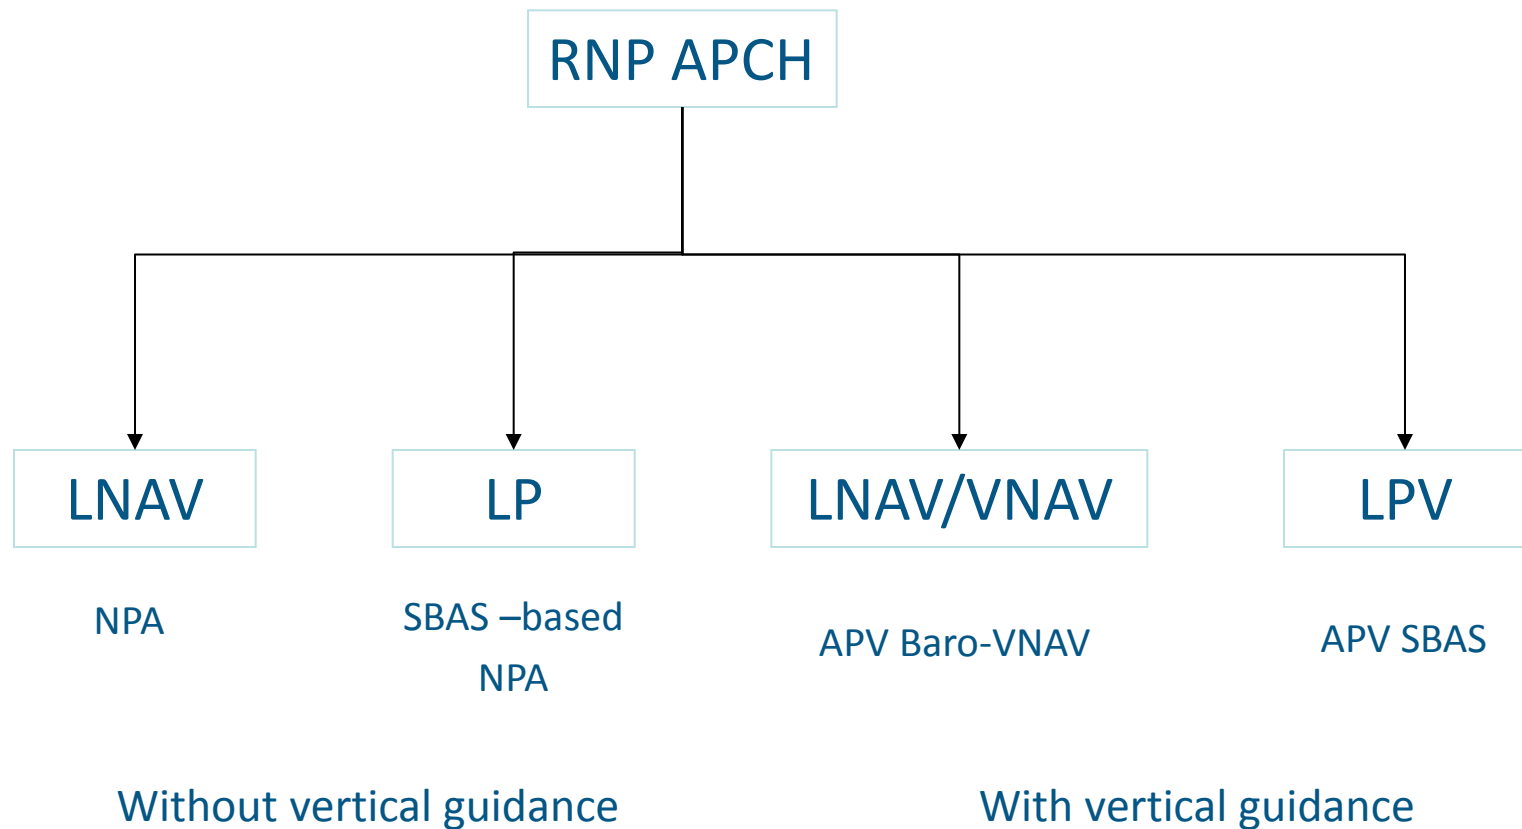 RNP APCH
LNAV
LP
LNAV/VNAV
LPV
NPA
SBAS –based
NPA
APV Baro-VNAV
APV SBAS
Without vertical guidance
With vertical guidance